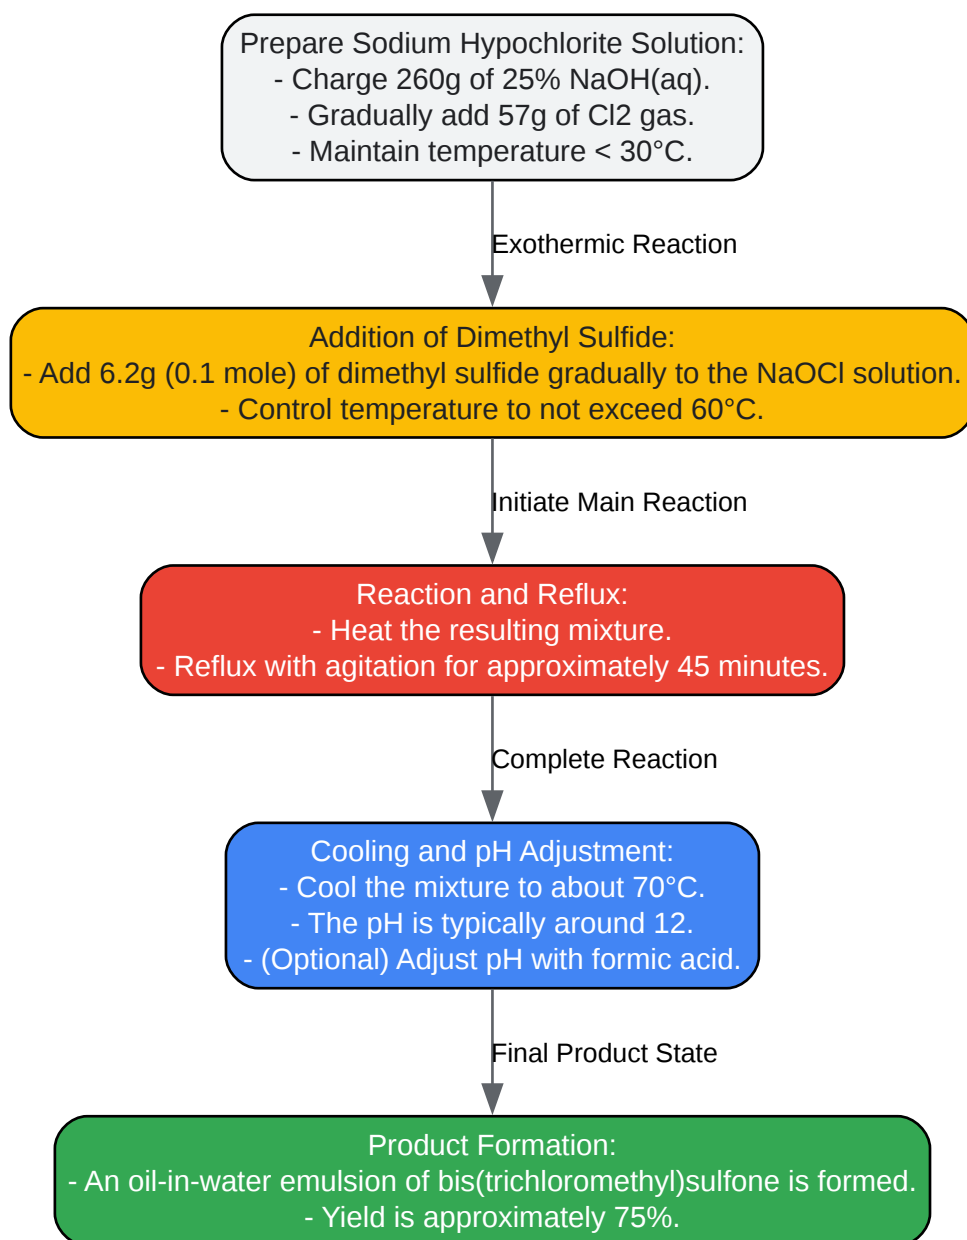 Prepare Sodium Hypochlorite Solution:
- Charge 260g of 25% NaOH(aq).
- Gradually add 57g of Cl2 gas.
- Maintain temperature < 30°C.
Exothermic Reaction
Addition of Dimethyl Sulfide:
- Add 6.2g (0.1 mole) of dimethyl sulfide gradually to the NaOCl solution.
- Control temperature to not exceed 60°C.
Initiate Main Reaction
Reaction and Reflux:
- Heat the resulting mixture.
- Reflux with agitation for approximately 45 minutes.
Complete Reaction
Cooling and pH Adjustment:
- Cool the mixture to about 70°C.
- The pH is typically around 12.
- (Optional) Adjust pH with formic acid.
Final Product State
Product Formation:
- An oil-in-water emulsion of bis(trichloromethyl)sulfone is formed.
- Yield is approximately 75%.